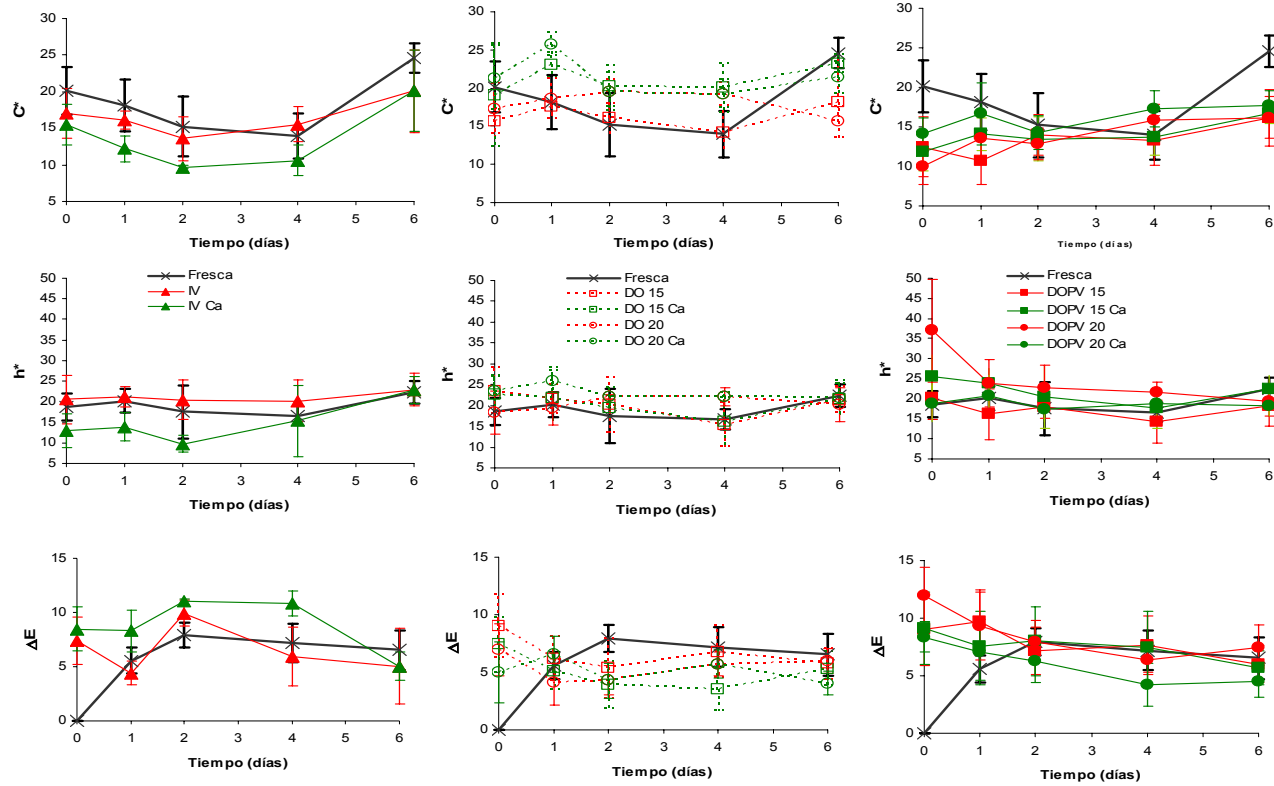 30
25
20
15
10
5
C*
0 1 2 3 4 5 6
Tiempo (días)
30
25
20
15
10
5
C*
0 1 2 3 4 5 6
Tiempo (días)
30
25
20
15
10
5
C*
0 1 2 3 4 5 6
Tiempo (días)
50
45
40
35
30
25
20
15
10
5
h*
Fresca
IV
IV Ca
0 1 2 3 4 5 6
Tiempo (días)
50
45
40
35
30
25
20
15
10
5
h*
Fresca
DO 15
DO 15 Ca
DO 20
DO 20 Ca
0 1 2 3 4 5 6
Tiempo (días)
50
45
40
35
30
25
20
15
10
5
h*
Fresca
DOPV 15
DOPV 15 Ca
DOPV 20
DOPV 20 Ca
0 1 2 3 4 5 6
Tiempo (días)
15
10
5
0
ΔE
0 1 2 3 4 5 6
Tiempo (días)
15
10
5
0
ΔE
0 1 2 3 4 5 6
Tiempo (días)
15
10
5
0
ΔE
0 1 2 3 4 5 6
Tiempo (días)